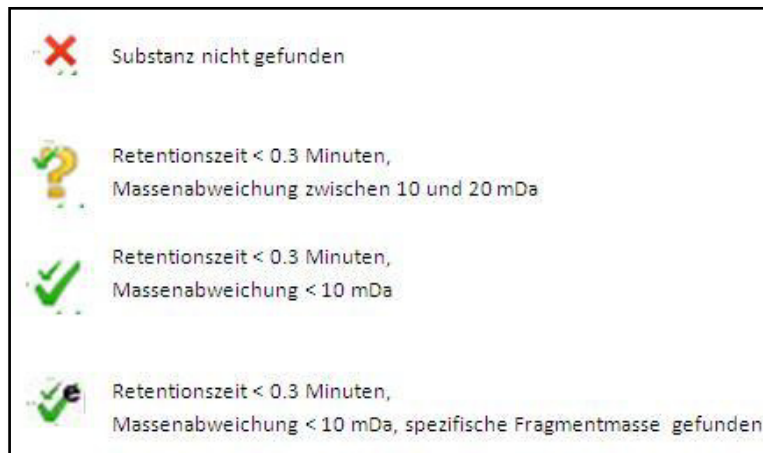 Substanz nicht gefunden
Retentionszeit < 0.3 Minuten,
Massenabweichung zwischen 10 und 20 mDa
Retentionszeit < 0.3 Minuten,
Massenabweichung < 10 mDa
e
Retentionszeit < 0.3 Minuten,
Massenabweichung < 10 mDa, spezifische Fragmentmasse gefunden